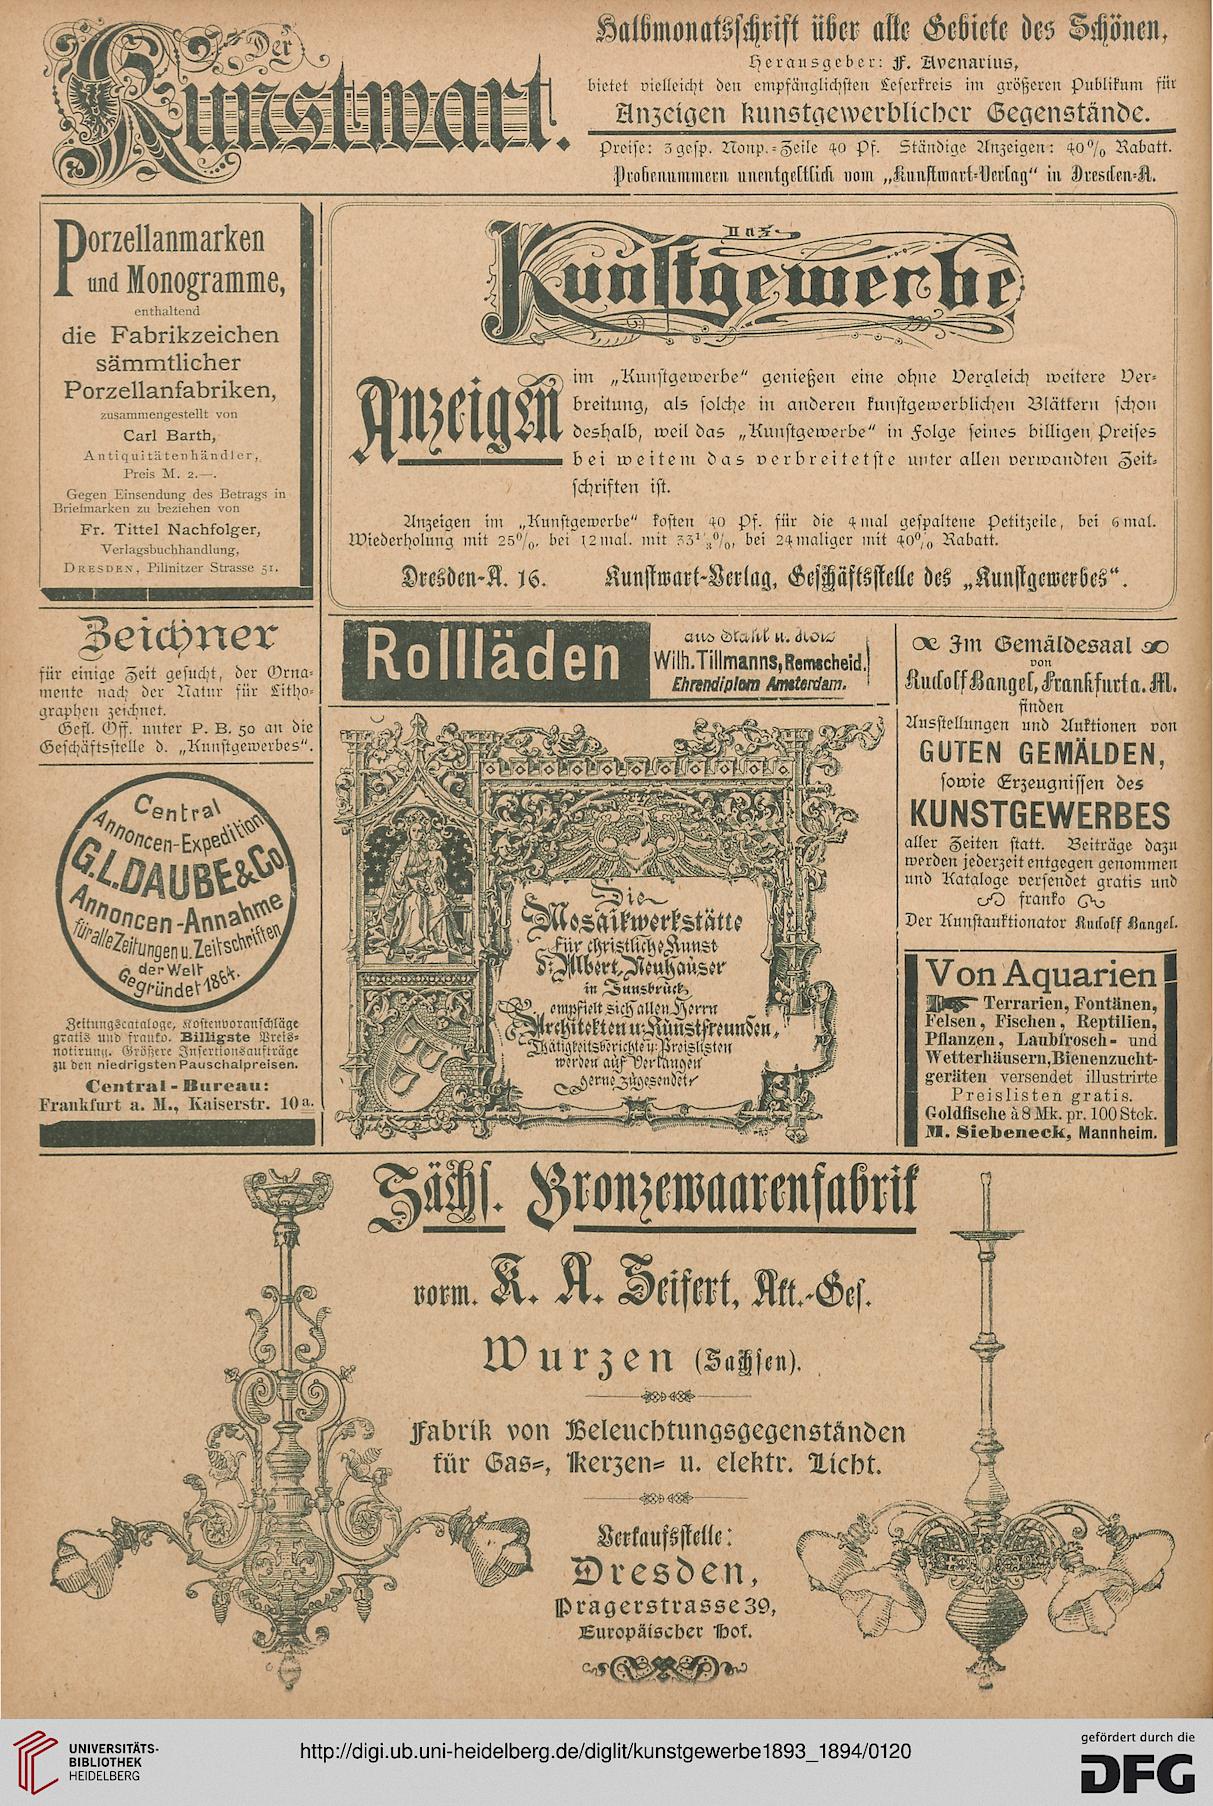 Der
Kunstwart.
Halbmonatsschrift über alle Gebiete des Schönen,
Herausgeber: F. Avenarius,
bietet vielleicht den empfänglichsten Leserkreis im größeren Publikum für
Anzeigen kunstgewerblicher Gegenstände.
Preise: 3gesp. Nonp.-Zeile 40 Pf. Ständige Anzeigen: 40% Rabatt.
Probenummern unentgeltlich vom „Kunstwart-Verlag“ in Dresden-A.
Porzellanmarken
und Monogramme,
enthaltend
die Fabrikzeichen
sämmtlicher
Porzellanfabriken,
zusammengestellt von
Carl Barth,
Antiquitätenhändler,
Preis M. 2.—.
Gegen Einsendung des Betrags in
Briefmarken zu beziehen von
Fr. Tittel Nachfolger,
Verlagsbuchhandlung,
Dresden, Pillnitzer Strasse 51.
Das
Kunstgewerbe
Anzeigen
im „Kunstgewerbe“ genießen eine ohne Vergleich weitere Ver-
breitung, als solche in anderen kunstgewerblichen Blättern schon
deshalb, weil das „Kunstgewerbe“ in Folge seines billigen Preises
bei weitem das verbreitetste unter allen verwandten Zeit-
schriften ist.
Anzeigen im „Kunstgewerbe“ kosten 40 Pf. für die 4mal gespaltene Petitzeile, bei 6mal.
Wiederholung mit 25%, bei 12mal. mit 33⅓%, bei 24maliger mit 40% Rabatt.
Dresden-A. 16. Kunstwart-Verlag, Geschäftsstelle des „Kunstgewerbes“.
Zeichner
für einige Zeit gesucht, der Orna-
mente nach der Natur für Litho-
graphen zeichnet.
Gefl. Off. unter P. B. 50 an die
Geschäftsstelle d. „Kunstgewerbes“.
Central
Annoncen-Expedition
G.L.DAUBE&Co
Annoncen-Annahme
für alle Zeitungen u. Zeitschriften
der Welt
Gegründet 1864.
Zeitungscataloge, Kostenvoranschläge
gratis und franko. Billigste Preis-
notirung. Größere Insertionsaufträge
zu den niedrigsten Pauschalpreisen.
Central-Bureau:
Frankfurt a. M., Kaiserstr. 10a.
Rollläden
aus Stahl u. Holz
Wilh. Tillmanns, Remscheid.
Ehrendiplom Amsterdam.
Die
Mosaikwerkstätte
für christliche Kunst
Dr. Albert Neuhauser
in Innsbruck
empfielt sich allen Herrn
Architekten u. Kunstfreunden,
Thätigkeitsberichte u. Preislisten
werden auf Verlangen
gerne zugesendet
Im Gemäldesaal
von
Rudolf Bangel, Frankfurt a. M.
finden
Ausstellungen und Auktionen von
GUTEN GEMÄLDEN,
sowie Erzeugnissen des
KUNSTGEWERBES
aller Zeiten statt. Beiträge dazu
werden jederzeit entgegen genommen
und Kataloge versendet gratis und
franko
Der Kunstauktionator Rudolf Bangel.
Von Aquarien
Terrarien, Fontänen,
Felsen, Fischen, Reptilien,
Pflanzen, Laubfrosch- und
Wetterhäusern, Bienenzucht-
geräten versendet illustrirte
Preislisten gratis.
Goldfische à 8 Mk. pr. 100 Stck.
M. Siebeneck, Mannheim.
Sächs. Bronzewaarenfabrik
vorm. K. A. Seifert, Akt.-Ges.
Wurzen (Sachsen).
Fabrik von Beleuchtungsgegenständen
für Gas-, Kerzen- u. elektr. Licht.
Verkaufsstelle:
Dresden,
Pragerstrasse 39,
Europäischer Hof.
UNIVERSITÄTS-
BIBLIOTHEK
HEIDELBERG
http://digi.ub.uni-heidelberg.de/diglit/kunstgewerbe1893_1894/0120
gefördert durch die
DFG